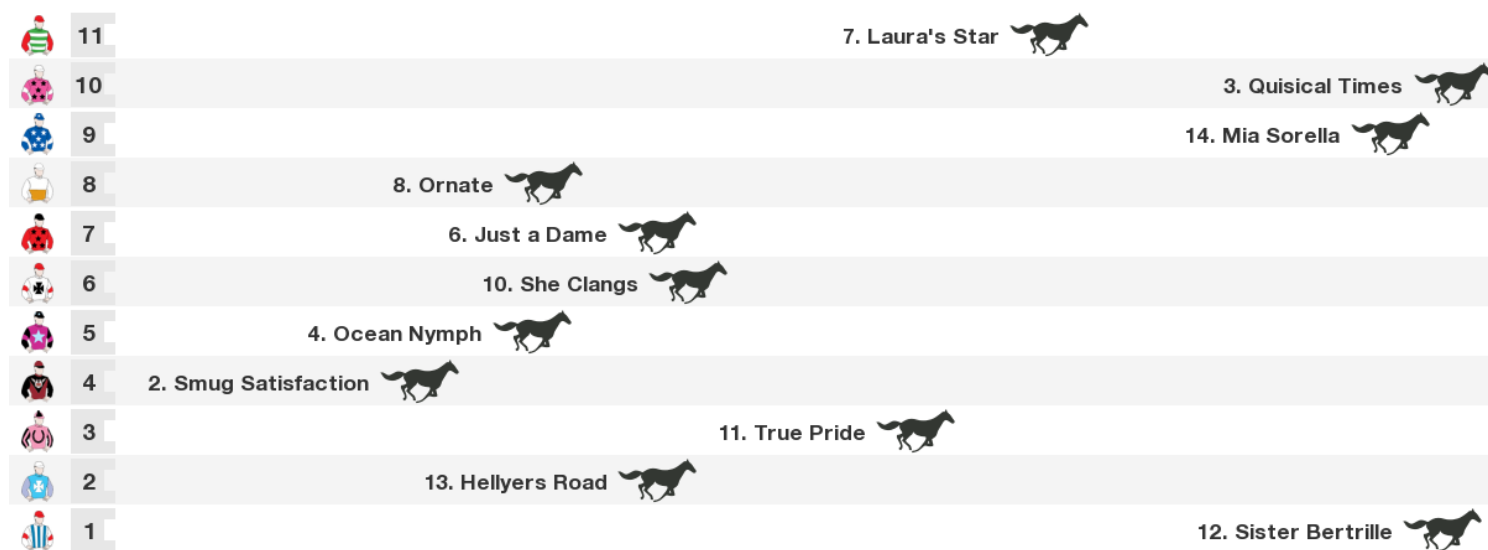 11 7. Laura's Star
10 3. Quisical Times
9 14. Mia Sorella
8 8. Ornate
7 6. Just a Dame
6 10. She Clangs
5 4. Ocean Nymph
4 2. Smug Satisfaction
3 11. True Pride
2 13. Hellyers Road
1 12. Sister Bertrille